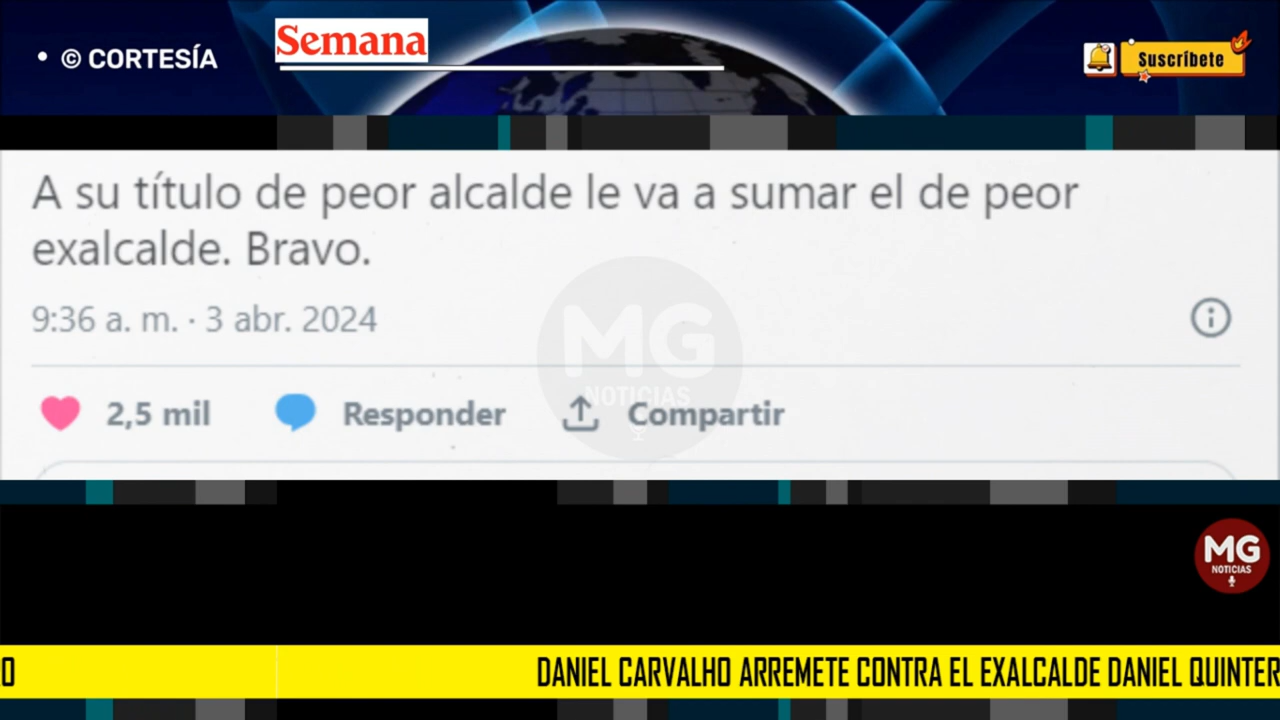 • © CORTESÍA
Semana
Suscríbete
A su título de peor alcalde le va a sumar el de peor
exalcalde. Bravo.
9:36 a. m. · 3 abr. 2024
MG
NOTICIAS
2,5 mil
Responder
Compartir
MG
NOTICIAS
O
DANIEL CARVALHO ARREMETE CONTRA EL EXALCALDE DANIEL QUINTER